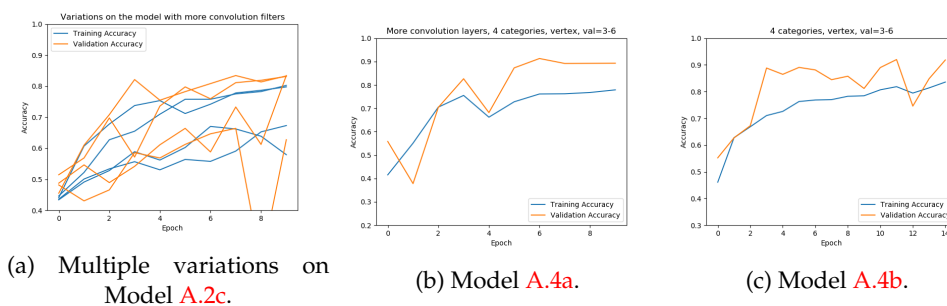 Variations on the model with more convolution filters
1.0
0.9
0.8
0.7
0.6
0.5
0.4
Accuracy
0 2 4 6 8
Epoch
Training Accuracy
Validation Accuracy
(a) Multiple variations on
Model A.2c.
More convolution layers, 4 categories, vertex, val=3-6
1.0
0.9
0.8
0.7
0.6
0.5
0.4
0.3
0.2
Accuracy
0 2 4 6 8
Epoch
Training Accuracy
Validation Accuracy
(b) Model A.4a.
4 categories, vertex, val=3-6
1.0
0.9
0.8
0.7
0.6
0.5
0.4
0.3
Accuracy
0 2 4 6 8 10 12 14
Epoch
Training Accuracy
Validation Accuracy
(c) Model A.4b.